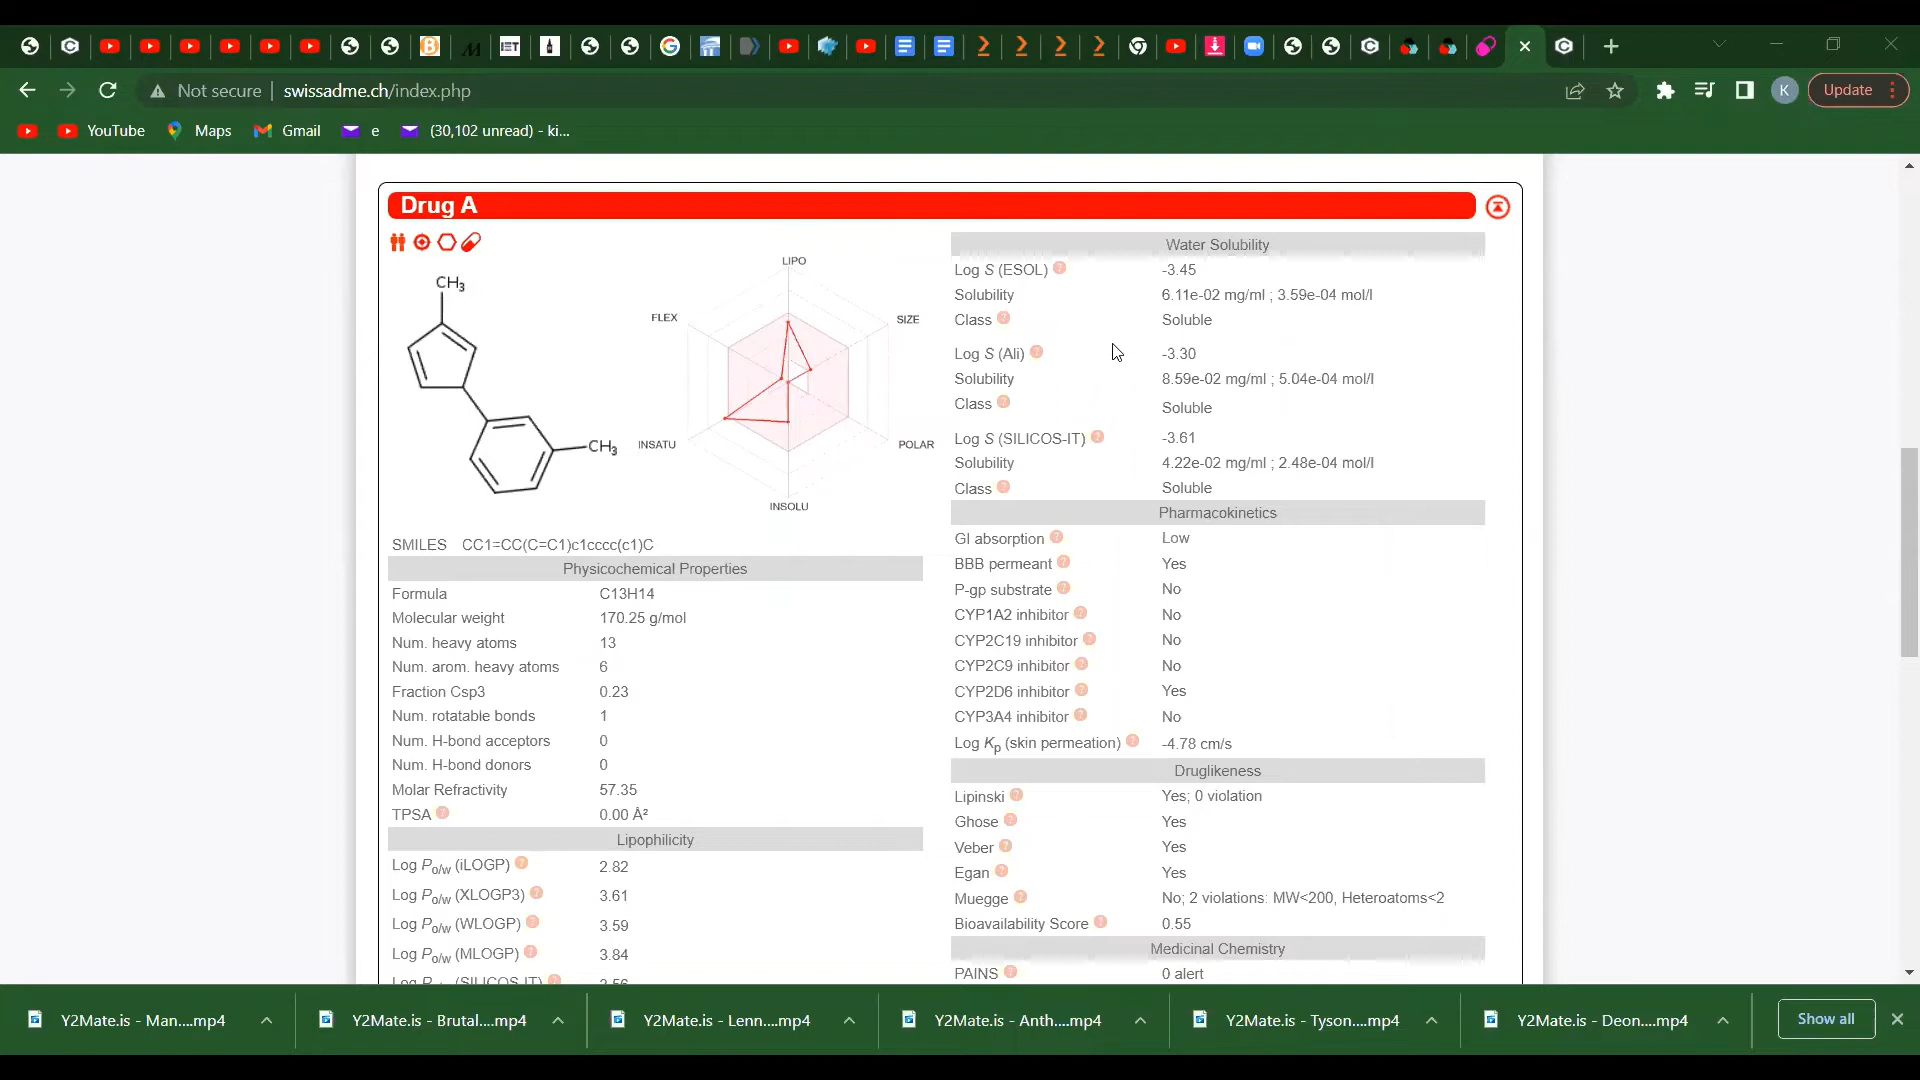 IET
Not secure | swissadme.ch/index.php
K
Update
YouTube
Maps
Gmail
e
(30,102 unread) - ki...
Drug A
CH3
CH3
LIPO
FLEX
SIZE
INSATU
POLAR
INSOLU
SMILES CC1=CC(C=C1)c1cccc(c1)C
Physicochemical Properties
Formula C13H14
Molecular weight 170.25 g/mol
Num. heavy atoms 13
Num. arom. heavy atoms 6
Fraction Csp3 0.23
Num. rotatable bonds 1
Num. H-bond acceptors 0
Num. H-bond donors 0
Molar Refractivity 57.35
TPSA ? 0.00 Å²
Lipophilicity
Log Po/w (iLOGP) ? 2.82
Log Po/w (XLOGP3) ? 3.61
Log Po/w (WLOGP) ? 3.59
Log Po/w (MLOGP) ? 3.84
Log Po/w (SILICOS-IT) ? 3.56
Water Solubility
Log S (ESOL) ? -3.45
Solubility 6.11e-02 mg/ml ; 3.59e-04 mol/l
Class ? Soluble
Log S (Ali) ? -3.30
Solubility 8.59e-02 mg/ml ; 5.04e-04 mol/l
Class ? Soluble
Log S (SILICOS-IT) ? -3.61
Solubility 4.22e-02 mg/ml ; 2.48e-04 mol/l
Class ? Soluble
Pharmacokinetics
GI absorption ? Low
BBB permeant ? Yes
P-gp substrate ? No
CYP1A2 inhibitor ? No
CYP2C19 inhibitor ? No
CYP2C9 inhibitor ? No
CYP2D6 inhibitor ? Yes
CYP3A4 inhibitor ? No
Log Kp (skin permeation) ? -4.78 cm/s
Druglikeness
Lipinski ? Yes; 0 violation
Ghose ? Yes
Veber ? Yes
Egan ? Yes
Muegge ? No; 2 violations: MW<200, Heteroatoms<2
Bioavailability Score ? 0.55
Medicinal Chemistry
PAINS ? 0 alert
Y2Mate.is - Man....mp4
Y2Mate.is - Brutal....mp4
Y2Mate.is - Lenn....mp4
Y2Mate.is - Anth....mp4
Y2Mate.is - Tyson....mp4
Y2Mate.is - Deon....mp4
Show all